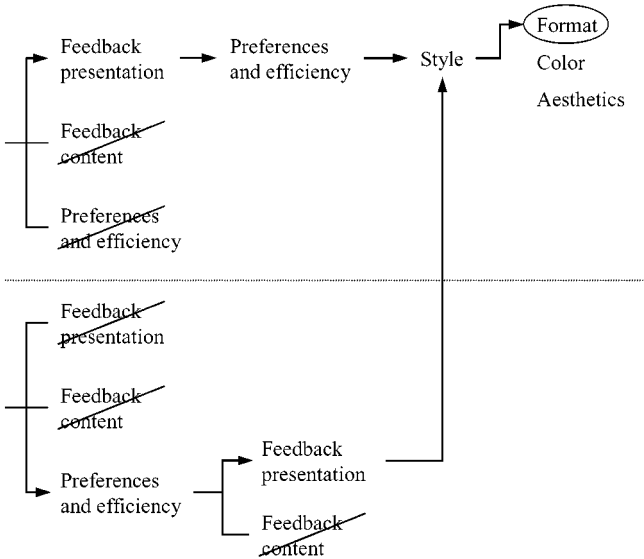 Feedback
presentation
Preferences
and efficiency
Style
Format
Color
Aesthetics
Feedback
content
Preferences
and efficiency
Feedback
presentation
Feedback
content
Preferences
and efficiency
Feedback
presentation
Feedback
content